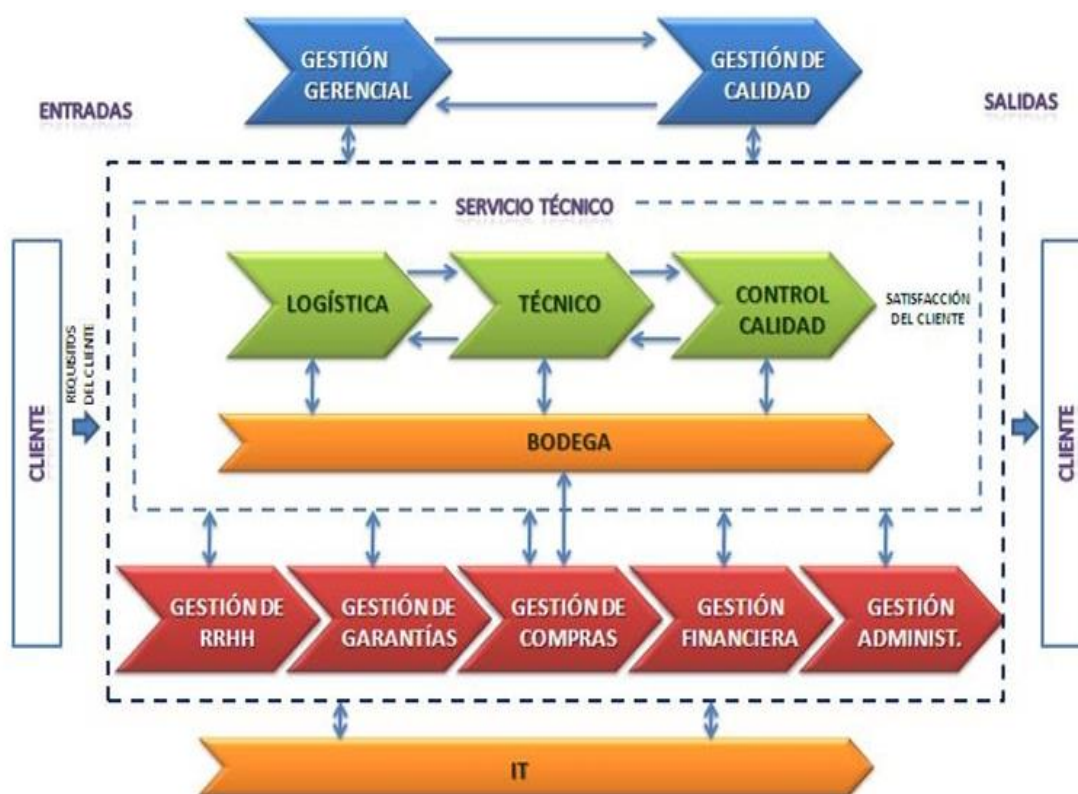 GESTIÓN
GERENCIAL
GESTIÓN DE
CALIDAD
ENTRADAS
SALIDAS
SERVICIO TÉCNICO
LOGÍSTICA
TÉCNICO
CONTROL
CALIDAD
SATISFACCIÓN
DEL CLIENTE
CLIENTE
REQUISITOS
DEL CLIENTE
CLIENTE
BODEGA
GESTIÓN DE
RRHH
GESTIÓN DE
GARANTÍAS
GESTIÓN DE
COMPRAS
GESTIÓN
FINANCIERA
GESTIÓN
ADMINIST.
IT